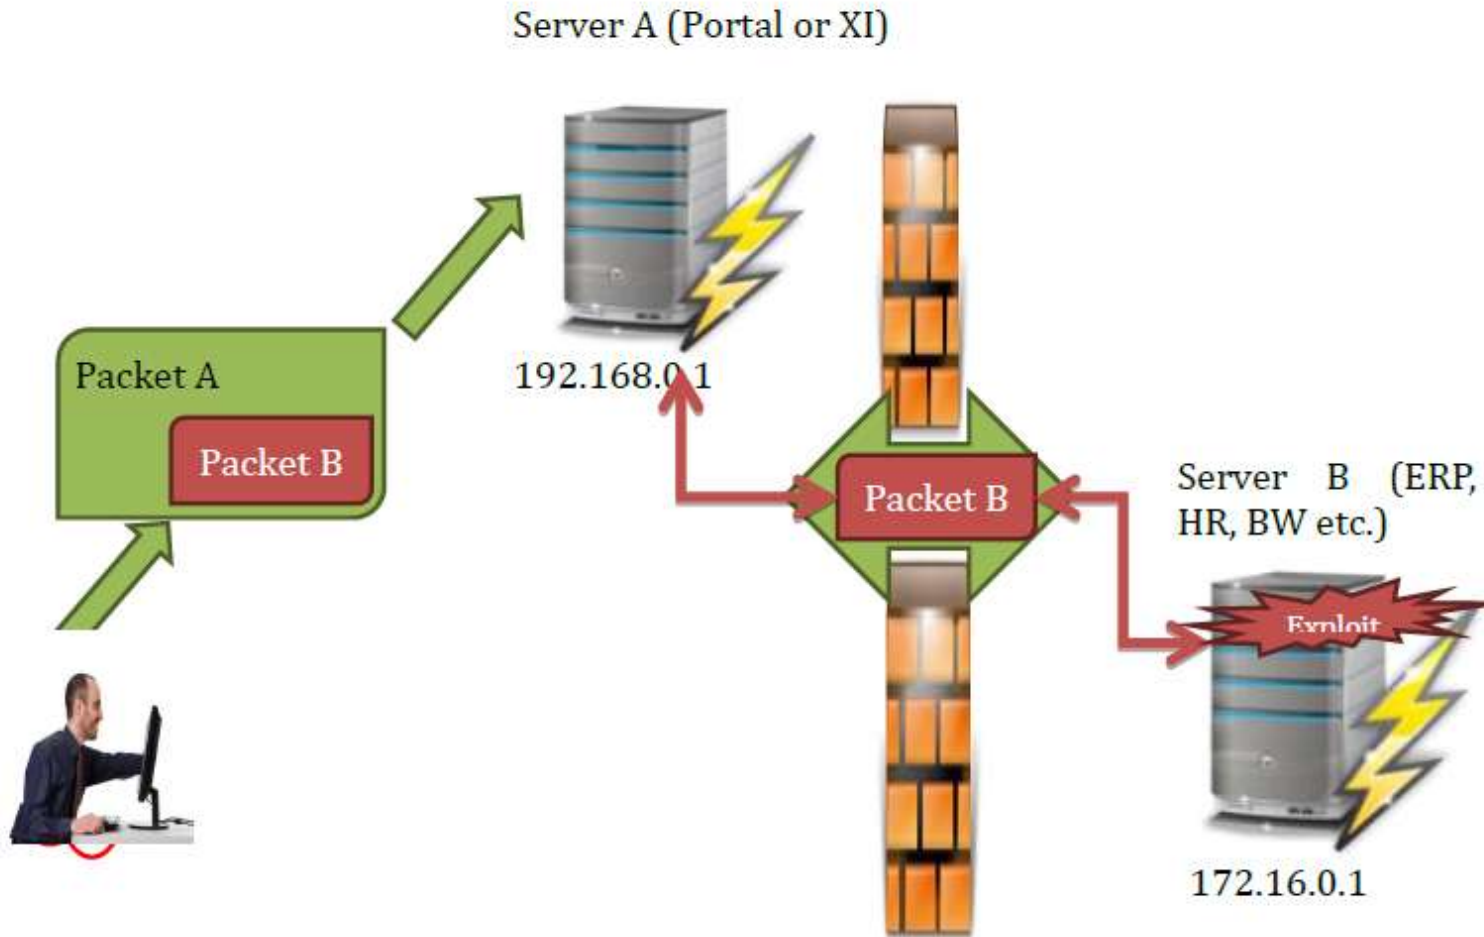 Server A (Portal or XI)
Packet A
Packet B
192.168.0.1
Packet B
Server B (ERP,
HR, BW etc.)
Exploit
172.16.0.1